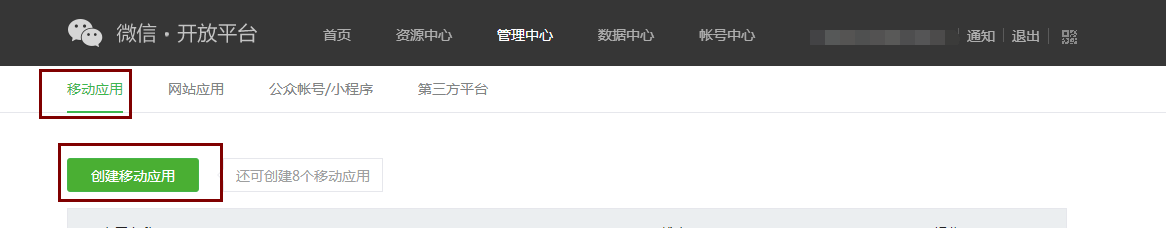 微信·开放平台 首页 资源中心 管理中心 数据中心 帐号中心 通知 退出
移动应用 网站应用 公众帐号/小程序 第三方平台
创建移动应用 还可创建8个移动应用